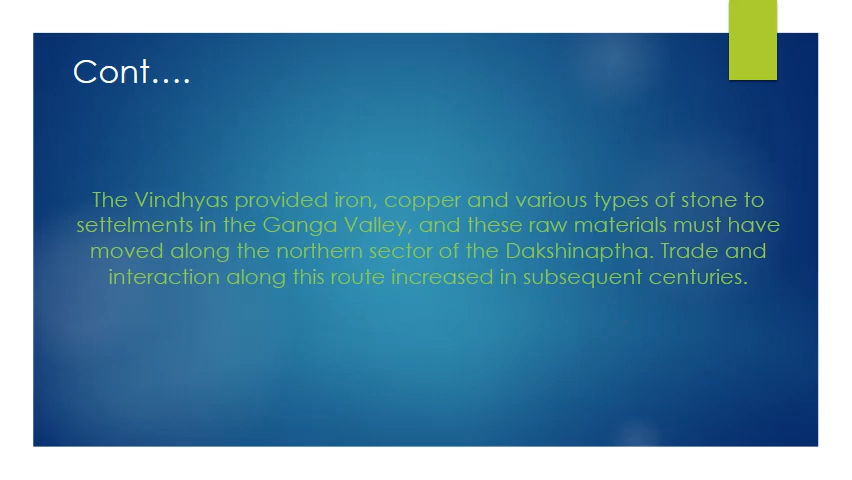 Cont....
The Vindhyas provided iron, copper and various types of stone to
settelments in the Ganga Valley, and these raw materials must have
moved along the northern sector of the Dakshinaptha. Trade and
interaction along this route increased in subsequent centuries.